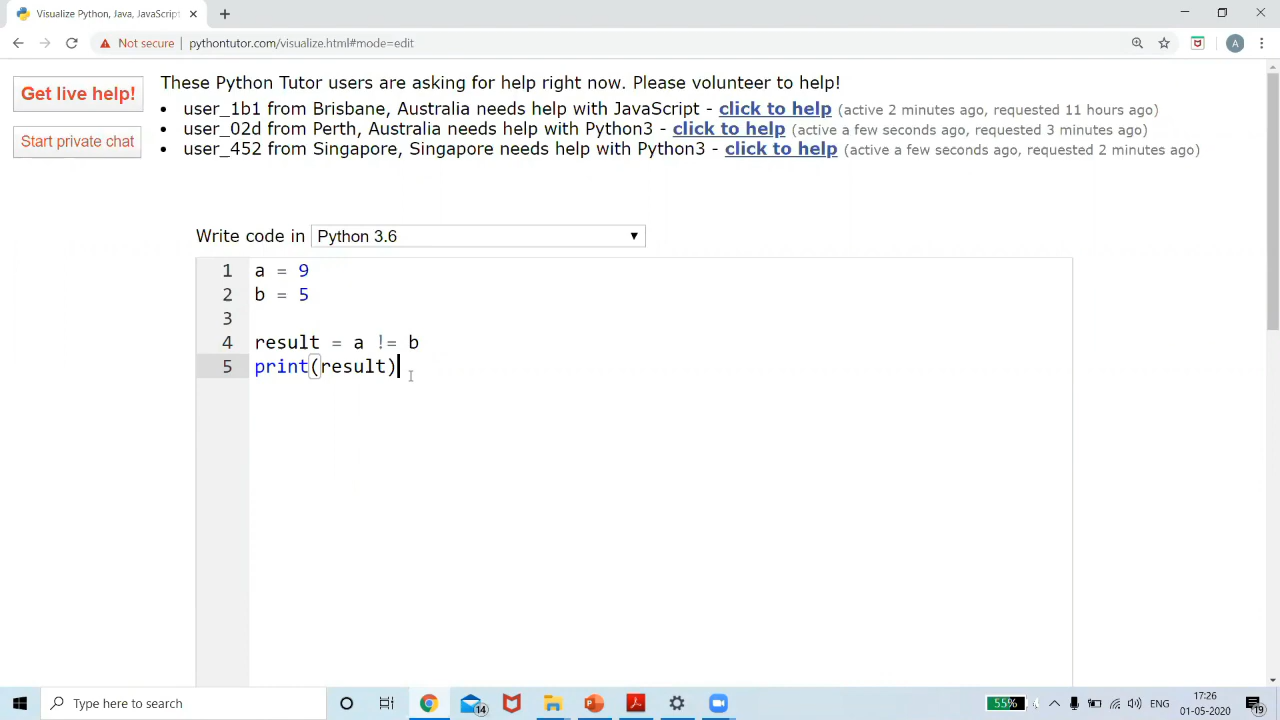 Visualize Python, Java, JavaScript
Not secure
pythontutor.com/visualize.html#mode=edit
A
Get live help!
Start private chat
These Python Tutor users are asking for help right now. Please volunteer to help!
• user_1b1 from Brisbane, Australia needs help with JavaScript - click to help (active 2 minutes ago, requested 11 hours ago)
• user_02d from Perth, Australia needs help with Python3 - click to help (active a few seconds ago, requested 3 minutes ago)
• user_452 from Singapore, Singapore needs help with Python3 - click to help (active a few seconds ago, requested 2 minutes ago)
Write code in Python 3.6
1 a = 9
2 b = 5
3
4 result = a != b
5 print(result)
Type here to search
14
55%
ENG
17:26
01-05-2020
19